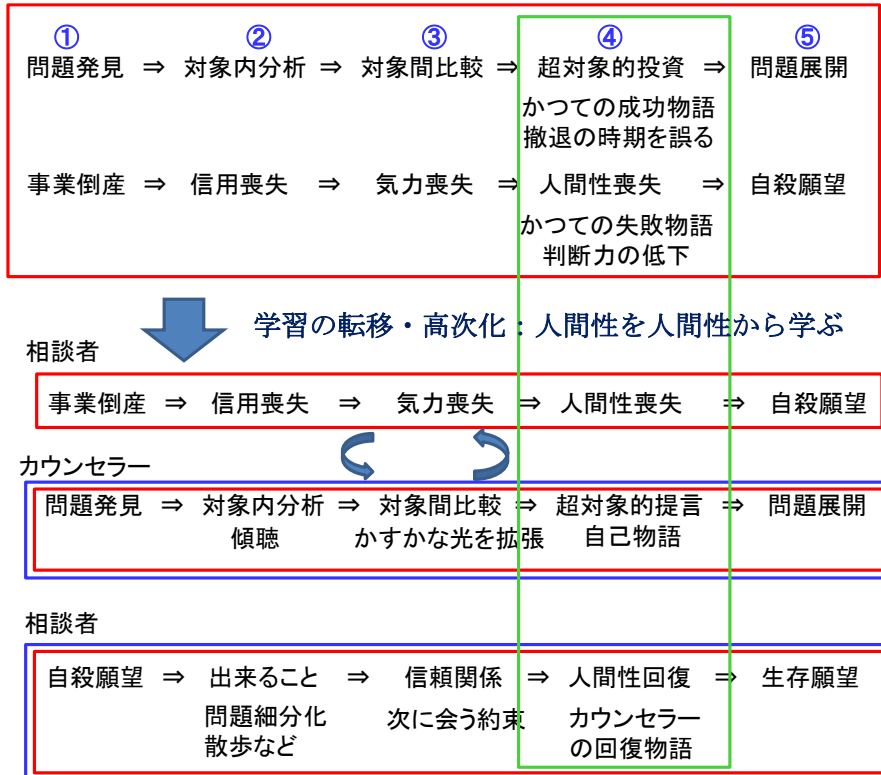 ① ② ③ ④ ⑤
問題発見 ⇒ 対象内分析 ⇒ 対象間比較 ⇒ 超対象的投資 ⇒ 問題展開
かつての成功物語
撤退の時期を誤る
事業倒産 ⇒ 信用喪失 ⇒ 気力喪失 ⇒ 人間性喪失 ⇒ 自殺願望
かつての失敗物語
判断力の低下
学習の転移・高次化：人間性を人間性から学ぶ
相談者
事業倒産 ⇒ 信用喪失 ⇒ 気力喪失 ⇒ 人間性喪失 ⇒ 自殺願望
カウンセラー
問題発見 ⇒ 対象内分析 ⇒ 対象間比較 ⇒ 超対象的提言 ⇒ 問題展開
傾聴 かすかな光を拡張 自己物語
相談者
自殺願望 ⇒ 出来ること ⇒ 信頼関係 ⇒ 人間性回復 ⇒ 生存願望
問題細分化 次に会う約束 カウンセラー
散歩など の回復物語